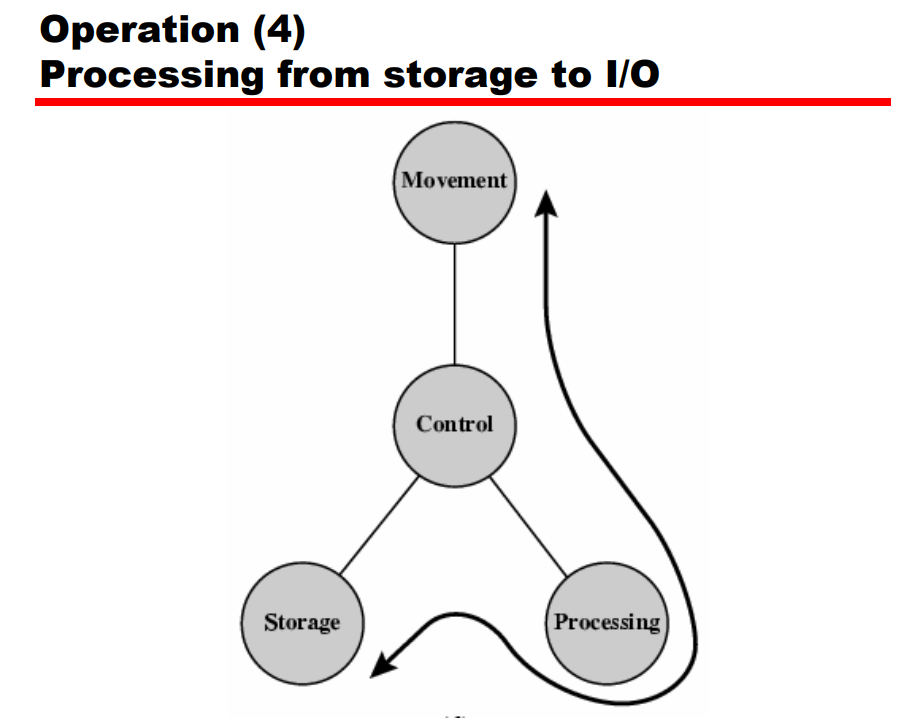 Operation (4)
Processing from storage to I/O
Movement
Control
Storage
Processing